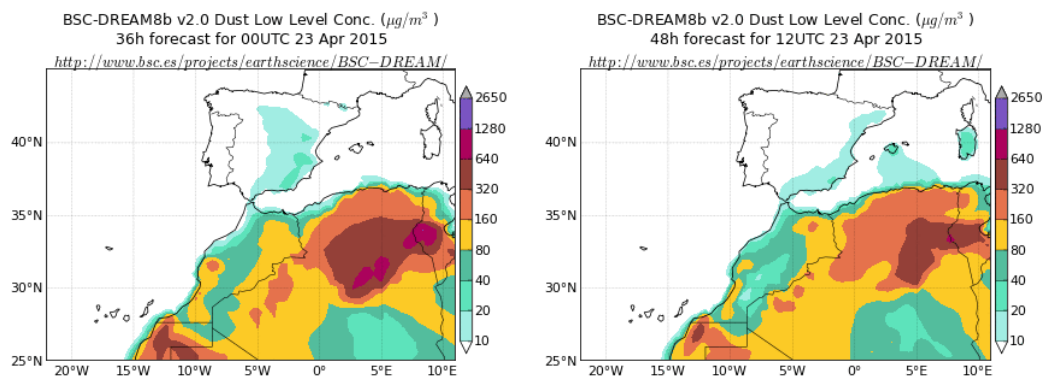 BSC-DREAM8b v2.0 Dust Low Level Conc. (μg/m³ )
36h forecast for 00UTC 23 Apr 2015
http://www.bsc.es/projects/earthscience/BSC−DREAM/
40°N
35°N
30°N
25°N
20°W
15°W
10°W
5°W
0°E
5°E
10°E
2650
1280
640
320
160
80
40
20
10
BSC-DREAM8b v2.0 Dust Low Level Conc. (μg/m³ )
48h forecast for 12UTC 23 Apr 2015
http://www.bsc.es/projects/earthscience/BSC−DREAM/
40°N
35°N
30°N
25°N
20°W
15°W
10°W
5°W
0°E
5°E
10°E
2650
1280
640
320
160
80
40
20
10